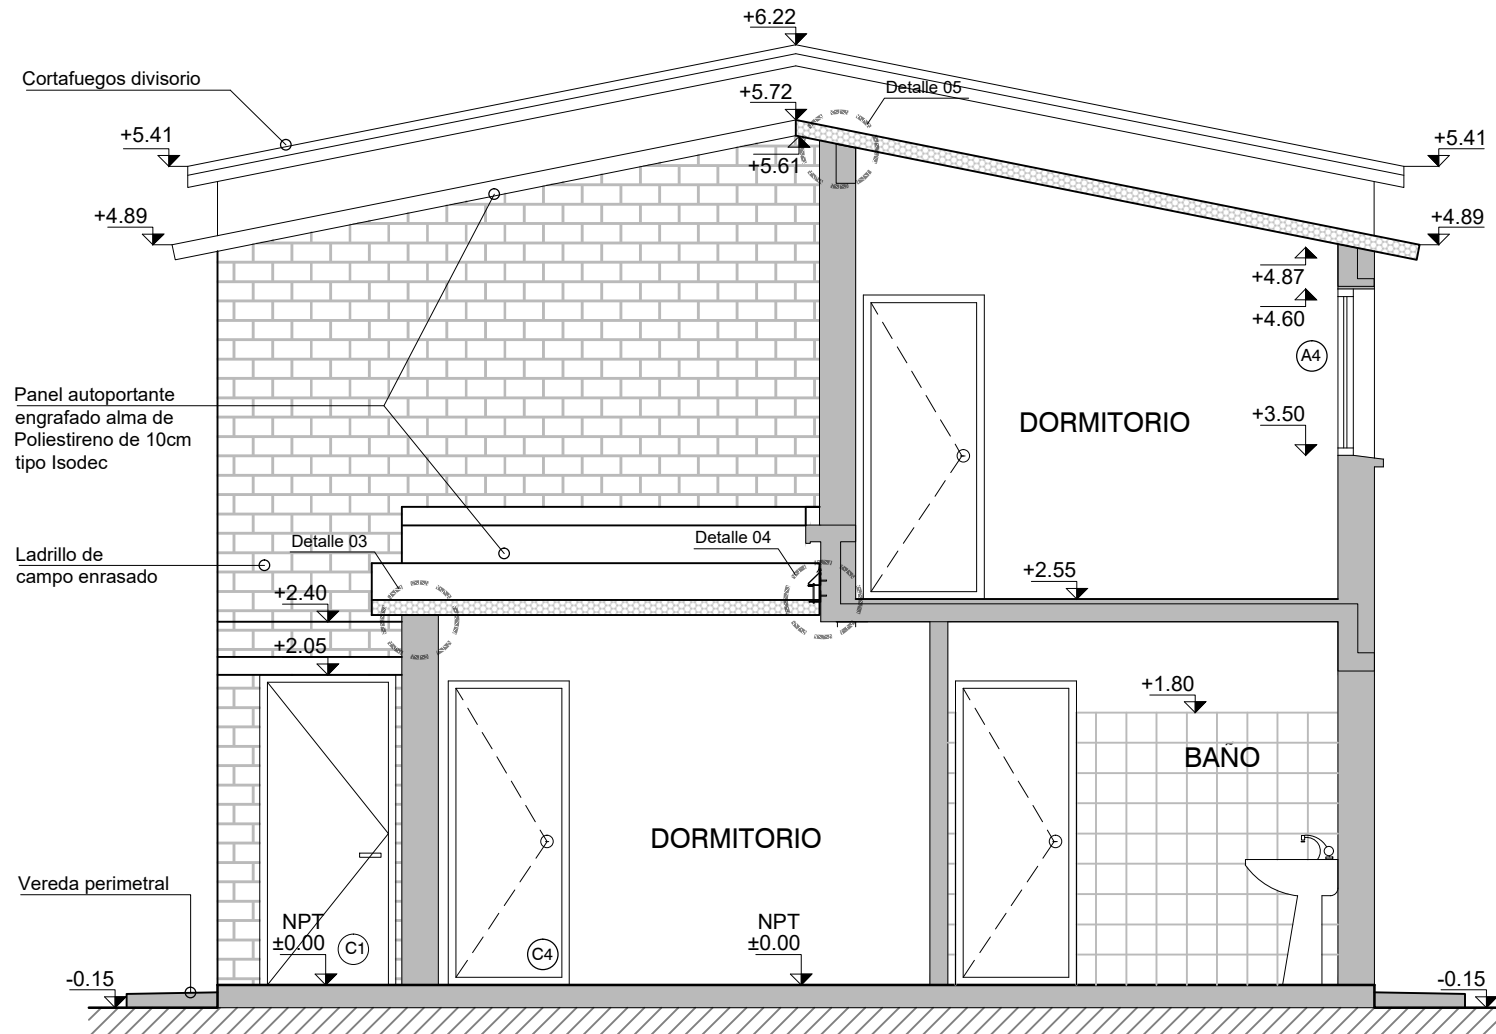 +6.22
Cortafuegos divisorio
+5.72
Detalle 05
+5.41
+5.41
+5.61
+4.89
+4.89
+4.87
+4.60
A4
Panel autoportante
engrafado alma de
Poliestireno de 10cm
tipo Isodec
DORMITORIO
+3.50
Detalle 03
Detalle 04
Ladrillo de
campo enrasado
+2.55
+2.40
+2.05
+1.80
BAÑO
DORMITORIO
Vereda perimetral
NPT
±0.00
C1
C4
NPT
±0.00
-0.15
-0.15